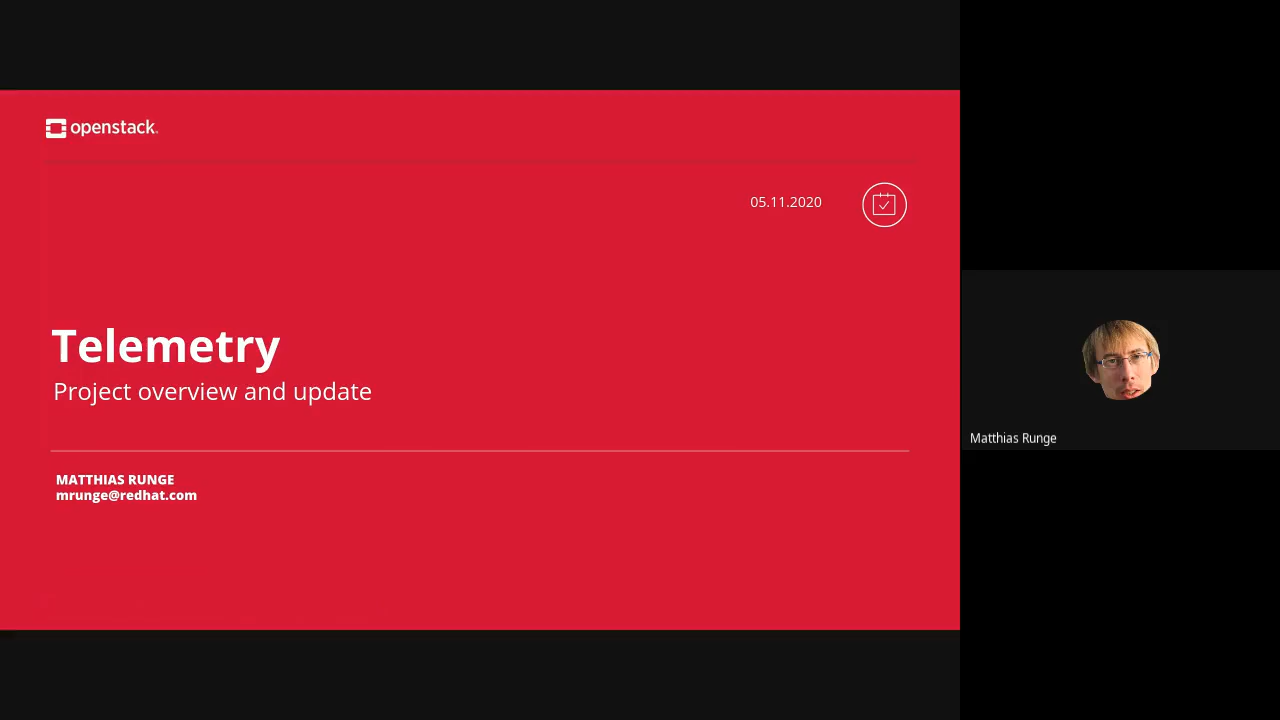 openstack.
05.11.2020
Telemetry
Project overview and update
MATTHIAS RUNGE
mrunge@redhat.com
Matthias Runge